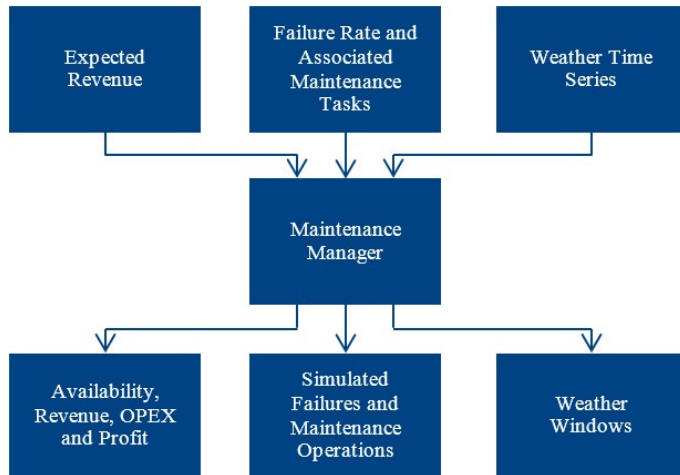 Expected
Revenue
Failure Rate and
Associated
Maintenance
Tasks
Weather Time
Series
Maintenance
Manager
Availability,
Revenue, OPEX
and Profit
Simulated
Failures and
Maintenance
Operations
Weather
Windows